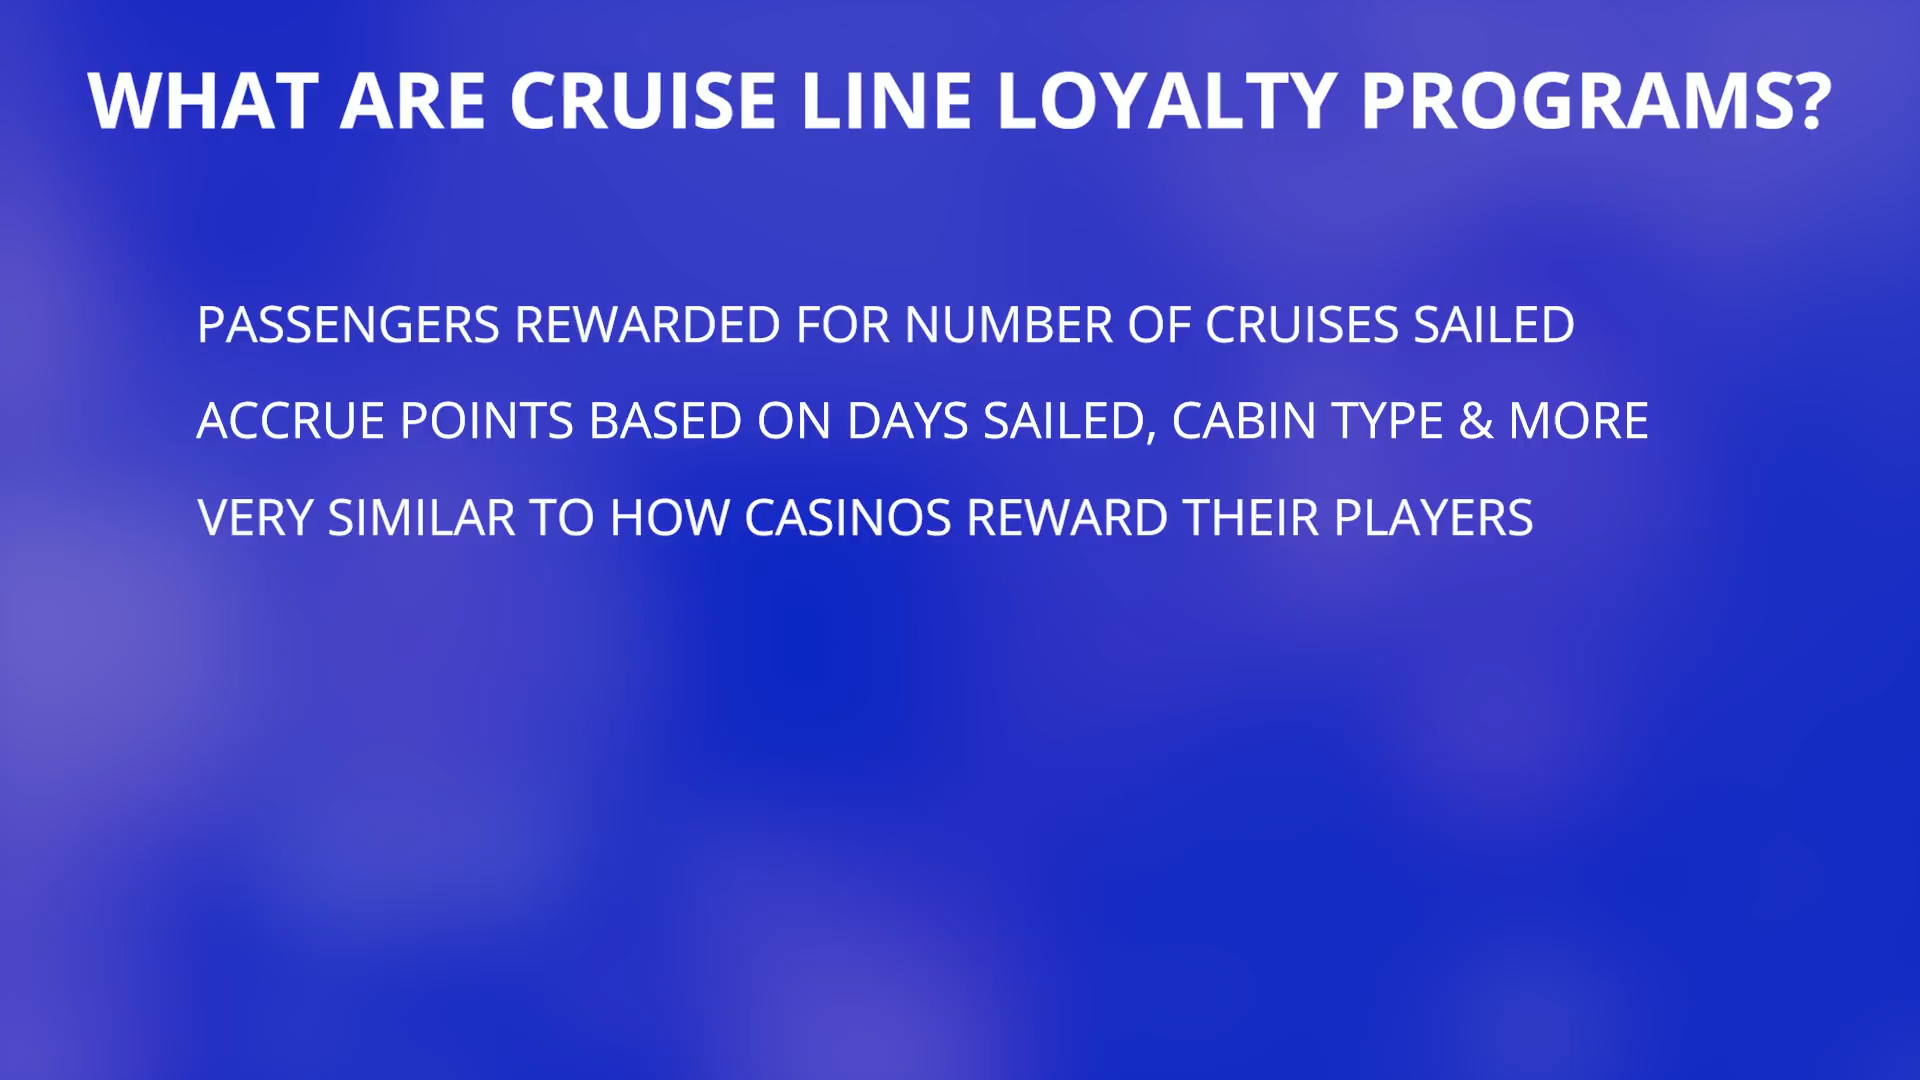 WHAT ARE CRUISE LINE LOYALTY PROGRAMS?
PASSENGERS REWARDED FOR NUMBER OF CRUISES SAILED
ACCRUE POINTS BASED ON DAYS SAILED, CABIN TYPE & MORE
VERY SIMILAR TO HOW CASINOS REWARD THEIR PLAYERS